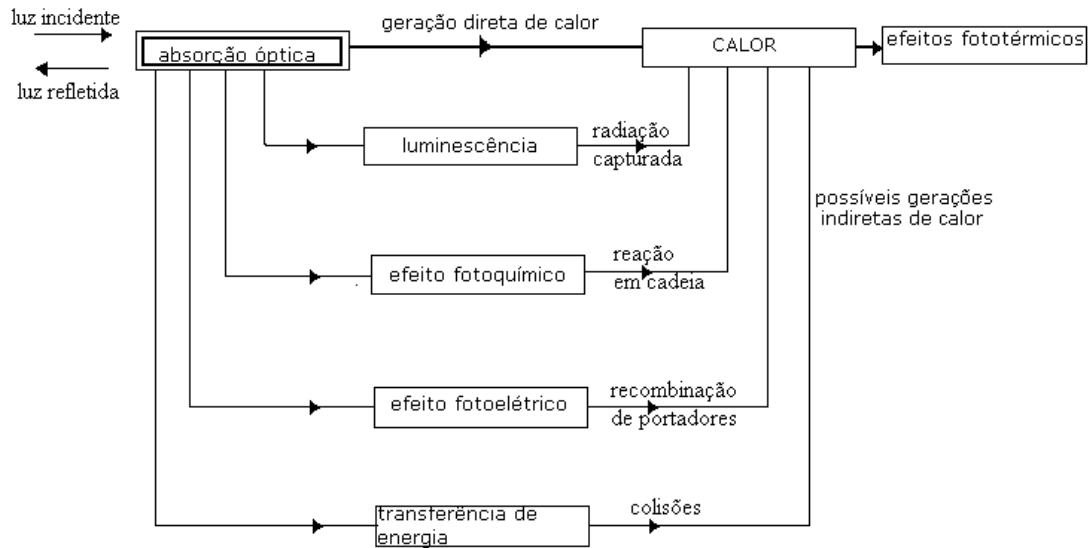 luz incidente
luz refletida
absorção óptica
geração direta de calor
CALOR
efeitos fototérmicos
luminescência
radiação
capturada
possíveis gerações
indiretas de calor
efeito fotoquímico
reação
em cadeia
efeito fotoelétrico
recombinação
de portadores
transferência de
energia
colisões